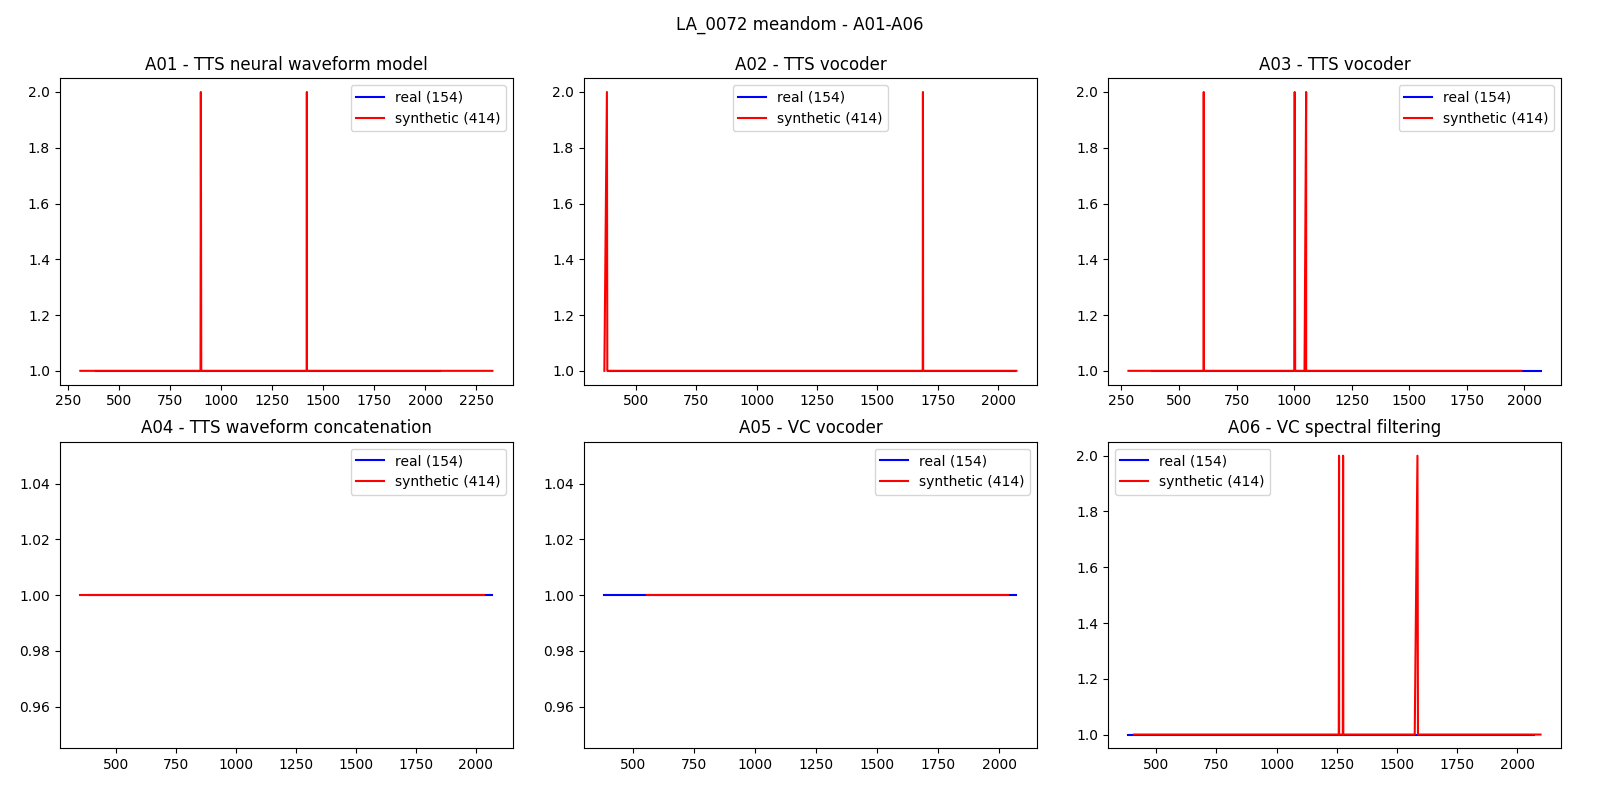 LA_0072 meandom - A01-A06
A01 - TTS neural waveform model
2.0
1.8
1.6
1.4
1.2
1.0
real (154)
synthetic (414)
250 500 750 1000 1250 1500 1750 2000 2250
A02 - TTS vocoder
2.0
1.8
1.6
1.4
1.2
1.0
real (154)
synthetic (414)
500 750 1000 1250 1500 1750 2000
A03 - TTS vocoder
2.0
1.8
1.6
1.4
1.2
1.0
real (154)
synthetic (414)
250 500 750 1000 1250 1500 1750 2000
A04 - TTS waveform concatenation
1.04
1.02
1.00
0.98
0.96
real (154)
synthetic (414)
500 750 1000 1250 1500 1750 2000
A05 - VC vocoder
1.04
1.02
1.00
0.98
0.96
real (154)
synthetic (414)
500 750 1000 1250 1500 1750 2000
A06 - VC spectral filtering
2.0
1.8
1.6
1.4
1.2
1.0
real (154)
synthetic (414)
500 750 1000 1250 1500 1750 2000